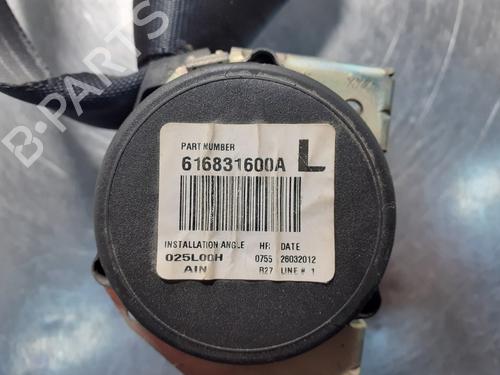 PART NUMBER
616831600A L
INSTALLATION ANGLE HR DATE
025L00H 0755 26032012
AIN R27 LINE # 1
B-PARTS